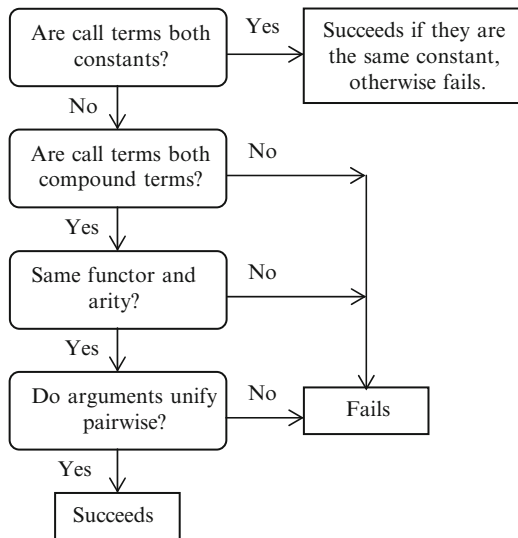 Are call terms both
constants?
Yes
Succeeds if they are
the same constant,
otherwise fails.
No
Are call terms both
compound terms?
No
Yes
Same functor and
arity?
No
Yes
Do arguments unify
pairwise?
No
Fails
Yes
Succeeds